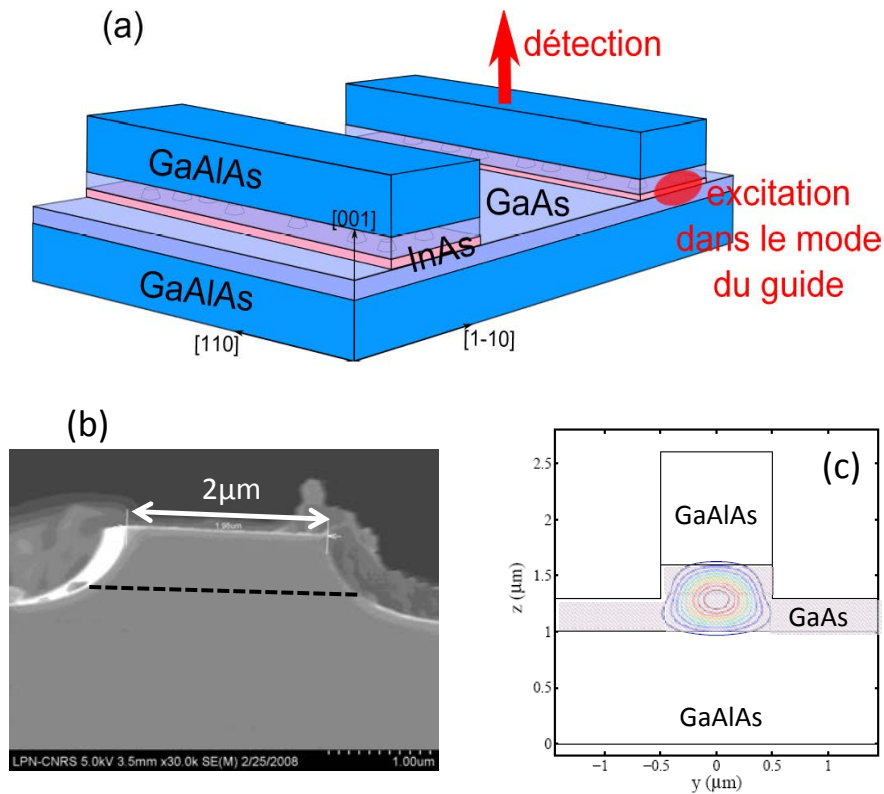 (a)
détection
GaAlAs
GaAs
[001]
InAs
excitation
dans le mode
du guide
GaAlAs
[110]
[1-10]
(b)
2µm
1.98um
LPN-CNRS 5.0kV 3.5mm x30.0k SE(M) 2/25/2008
1.00um
(c)
2.5
2
1.5
1
0.5
0
z (µm)
GaAlAs
GaAs
GaAlAs
−1
−0.5
0
0.5
1
y (µm)